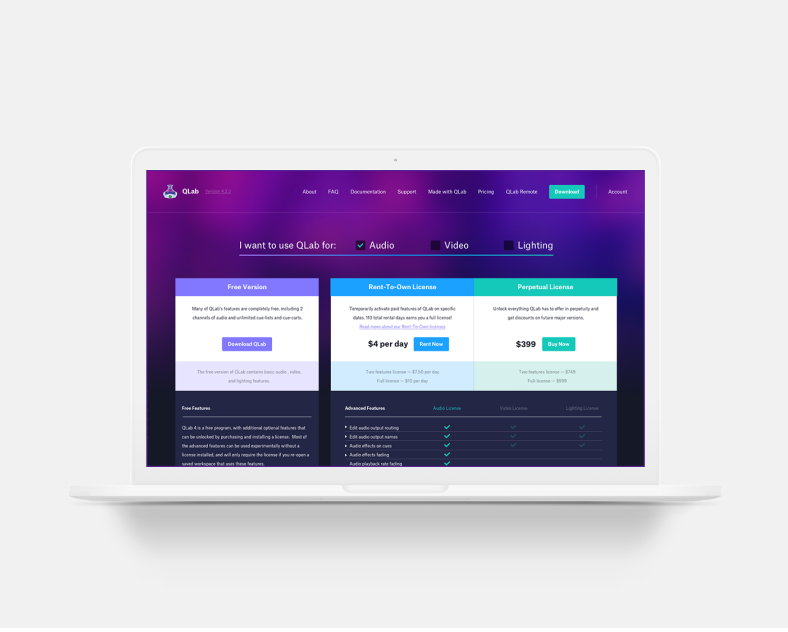 QLab Version 4.2.3 About FAQ Documentation Support Made with QLab Pricing QLab Remote Download Account
I want to use QLab for: Audio Video Lighting
Free Version
Many of QLab's features are completely free, including 2
channels of audio and unlimited cue-lists and cue-carts.
Download QLab
The free version of QLab contains basic audio , video,
and lighting features.
Rent-To-Own License
Temporarily activate paid features of QLab on specific
dates. 110 total rental days earns you a full license!
Read more about our Rent-To-Own licenses
$4 per day Rent Now
Two features license — $7.50 per day
Full license — $10 per day
Perpetual License
Unlock everything QLab has to offer in perpetuity and
get discounts on future major versions.
$399 Buy Now
Two features license — $749
Full license — $999
Free Features
QLab 4 is a free program, with additional optional features that
can be unlocked by purchasing and installing a license. Most of
the advanced features can be used experimentally without a
license installed, and will only require the license if you re-open a
saved workspace that uses these features.
Advanced Features Audio License Video License Lighting License
Edit audio output routing
Edit audio output names
Audio effects on cues
Audio effects fading
Audio playback rate fading